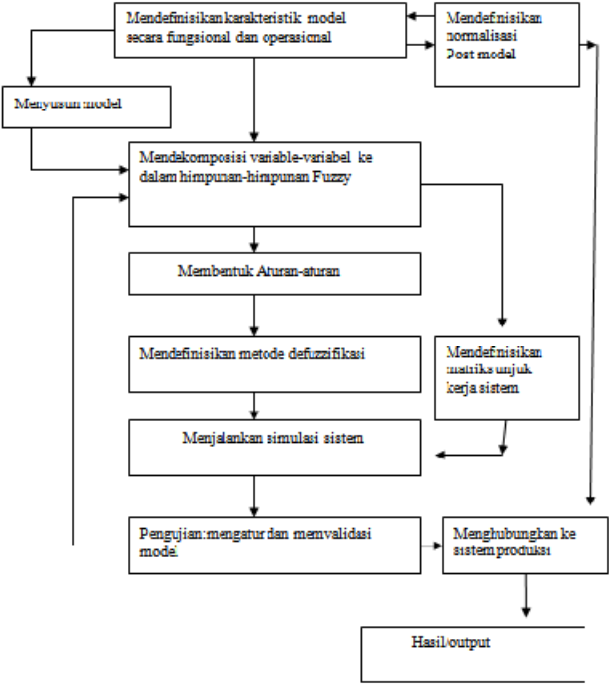 Mendefinisikan karakteristik model
secara fungsional dan operasional
Mendefinisikan
normalisasi
Post model
Menyusun model
Mendekomposisi variable-variabel ke
dalam himpunan-himpunan Fuzzy
Membentuk Aturan-aturan
Mendefinisikan metode defuzzifikasi
Mendefinisikan
matriks unjuk
kerja sistem
Menjalankan simulasi sistem
Pengujian:mengatur dan memvalidasi
model
Menghubungkan ke
sistem produksi
Hasil/output